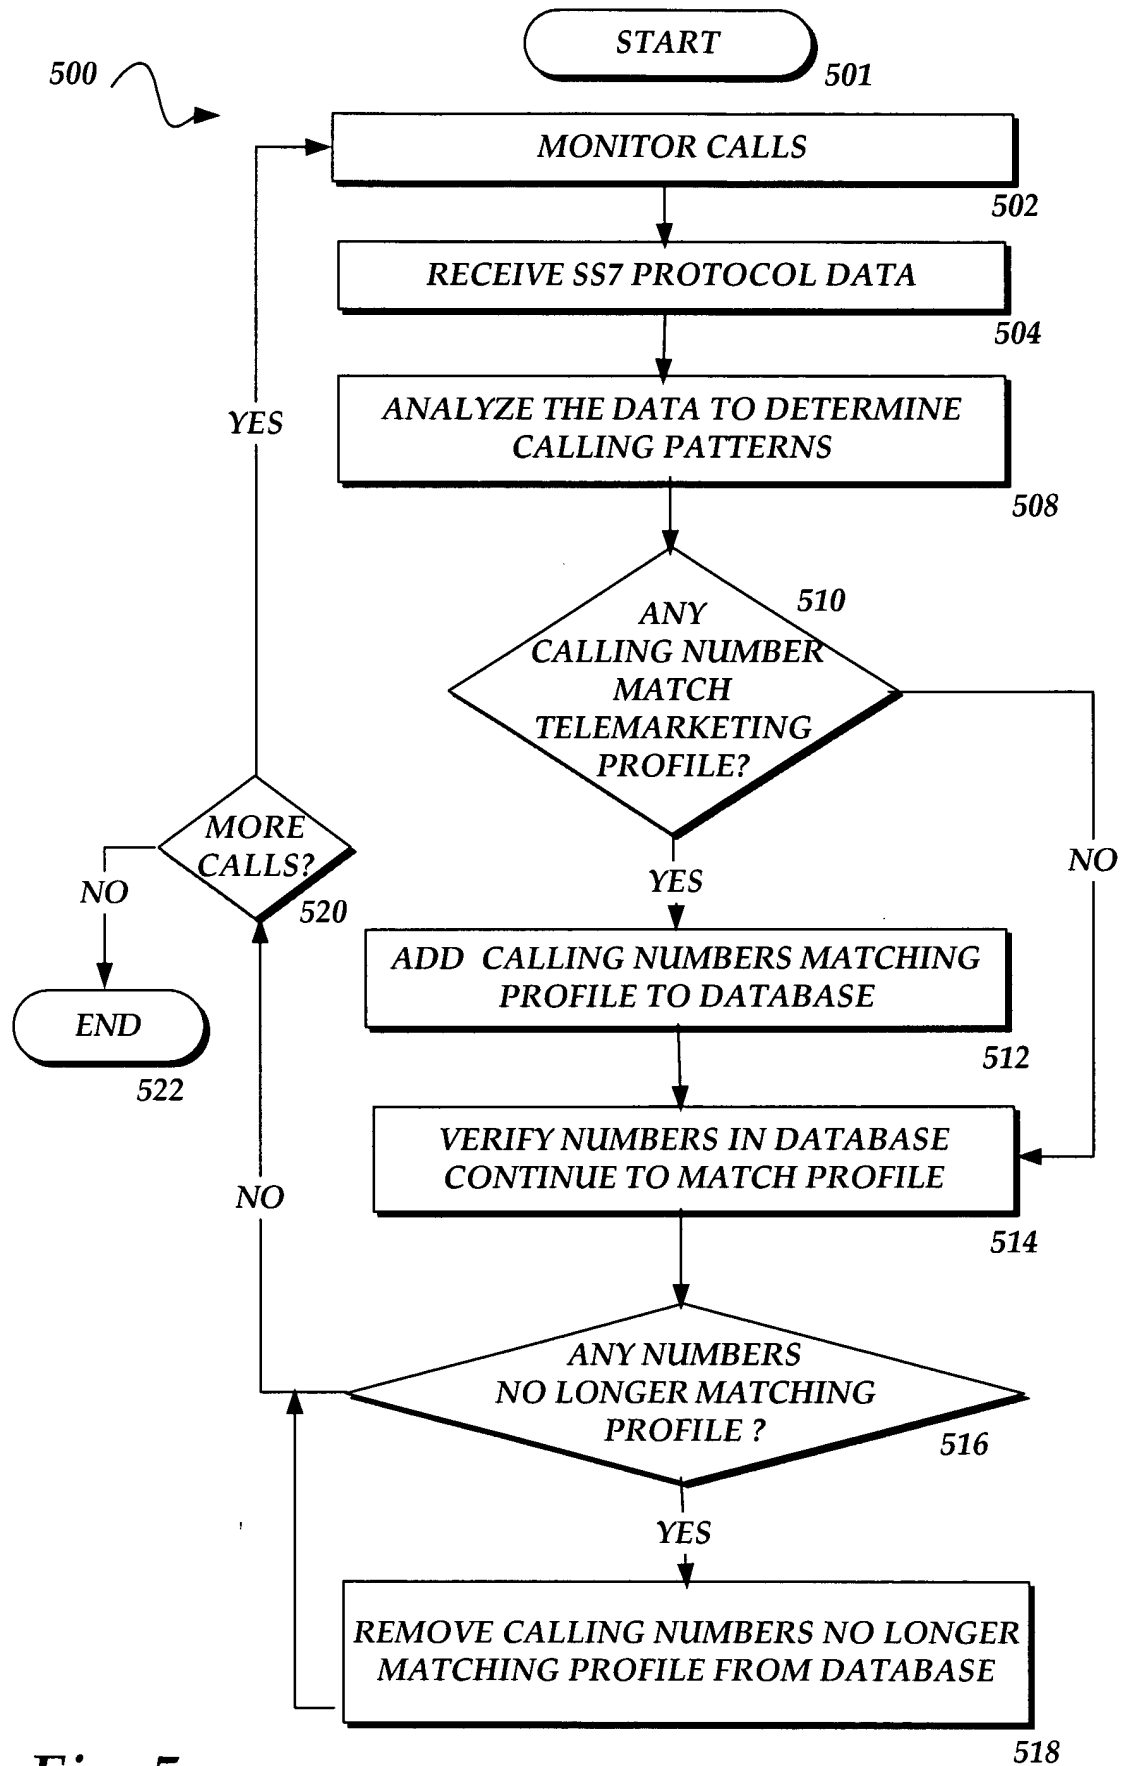 START
501
500
MONITOR CALLS
502
RECEIVE SS7 PROTOCOL DATA
504
ANALYZE THE DATA TO DETERMINE
CALLING PATTERNS
508
510
ANY
CALLING NUMBER
MATCH
TELEMARKETING
PROFILE?
YES
NO
YES
MORE
CALLS?
520
NO
END
522
ADD CALLING NUMBERS MATCHING
PROFILE TO DATABASE
512
VERIFY NUMBERS IN DATABASE
CONTINUE TO MATCH PROFILE
514
NO
ANY NUMBERS
NO LONGER MATCHING
PROFILE ?
516
YES
REMOVE CALLING NUMBERS NO LONGER
MATCHING PROFILE FROM DATABASE
518